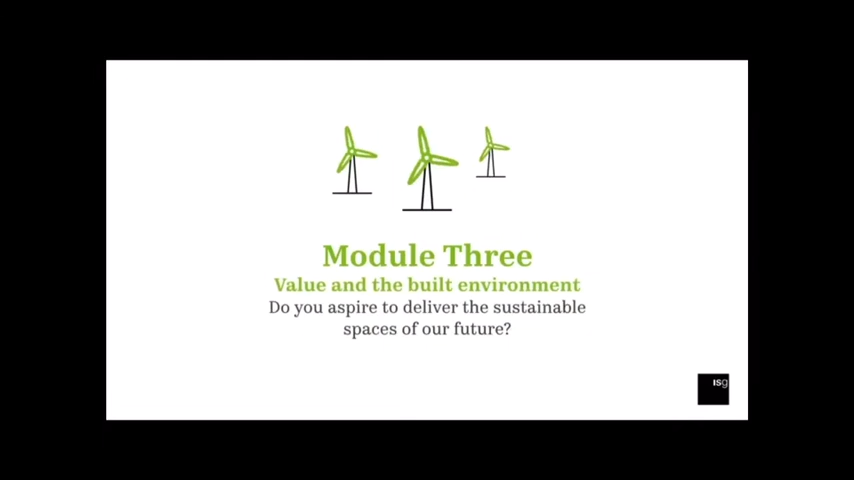 Module Three
Value and the built environment
Do you aspire to deliver the sustainable
spaces of our future?
ISg